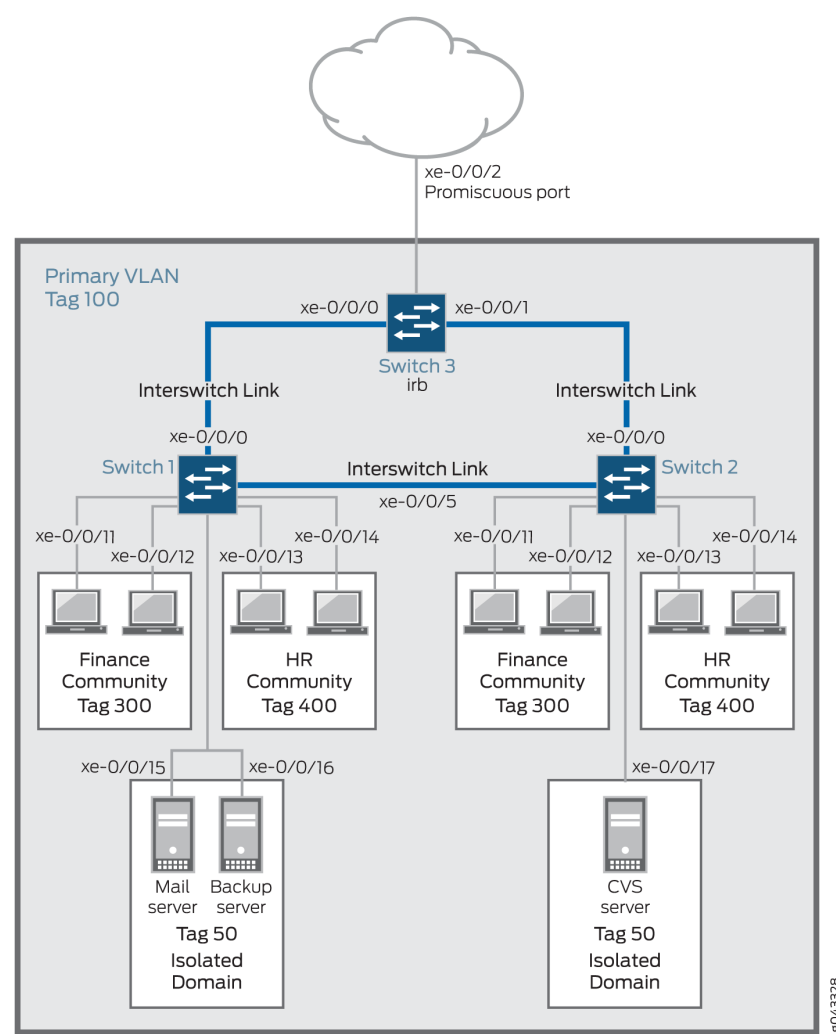 xe-0/0/2
Promiscuous port
Primary VLAN
Tag 100
xe-0/0/0
xe-0/0/1
Switch 3
irb
Interswitch Link
Interswitch Link
xe-0/0/0
xe-0/0/0
Switch 1
Interswitch Link
Switch 2
xe-0/0/5
xe-0/0/11
xe-0/0/12
xe-0/0/13
xe-0/0/14
xe-0/0/11
xe-0/0/12
xe-0/0/13
xe-0/0/14
Finance
Community
Tag 300
HR
Community
Tag 400
Finance
Community
Tag 300
HR
Community
Tag 400
xe-0/0/15
xe-0/0/16
xe-0/0/17
Mail
server
Backup
server
Tag 50
Isolated
Domain
CVS
server
Tag 50
Isolated
Domain